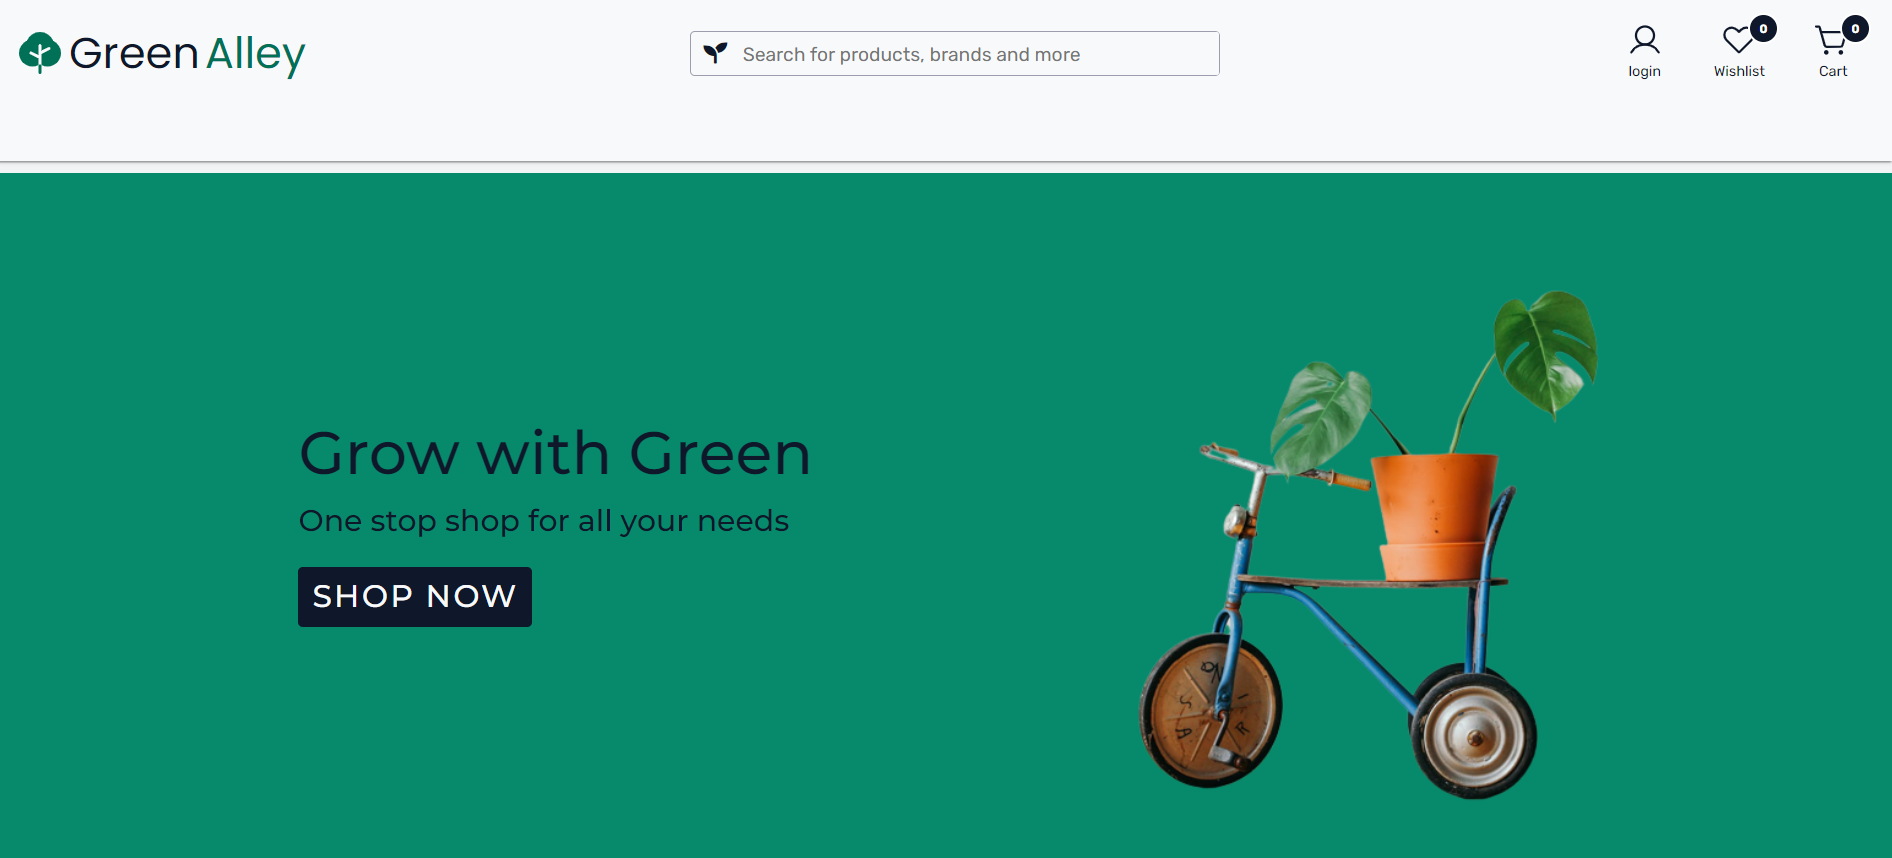 Green Alley
Search for products, brands and more
0
0
login
Wishlist
Cart
Grow with Green
One stop shop for all your needs
SHOP NOW